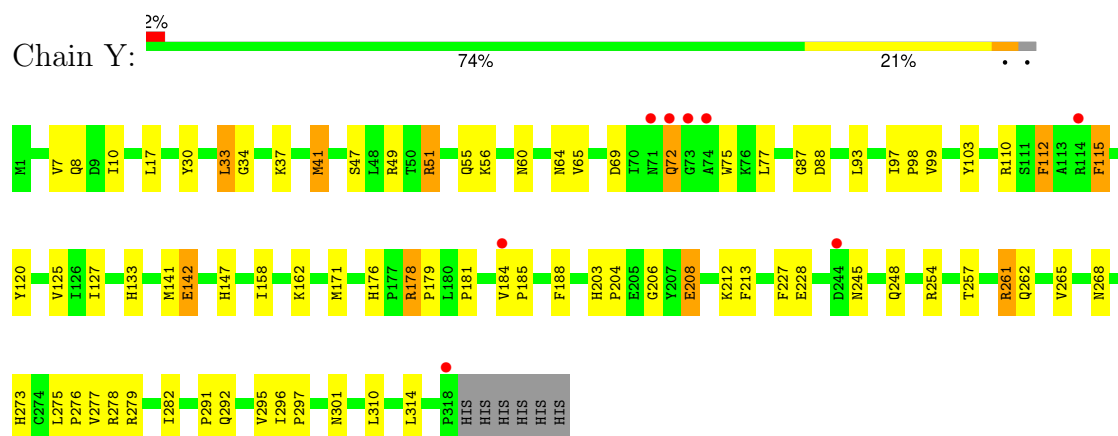 2%
Chain Y:
74% 21% • •
M1 V7 Q8 D9 I10 L17 Y30 L33 G34 K37 M41 S47 L48 R49 T50 R51 Q55 K56 N60 N64 V65 D69 I70 N71 Q72 G73 A74 W75 K76 L77 G87 D88 L93 I97 P98 V99 Y103 R110 S111 F112 A113 R114 F115
Y120 V125 I126 I127 H133 M141 E142 H147 I158 K162 M171 H176 P177 R178 P179 L180 P181 V184 P185 F188 H203 P204 E205 G206 Y207 E208 K212 F213 F227 E228 D244 N245 Q248 R254 T257 R261 Q262 V265 N268
H273 C274 L275 P276 V277 R278 R279 I282 P291 Q292 V295 I296 P297 N301 L310 L314 P318 HIS HIS HIS HIS HIS HIS